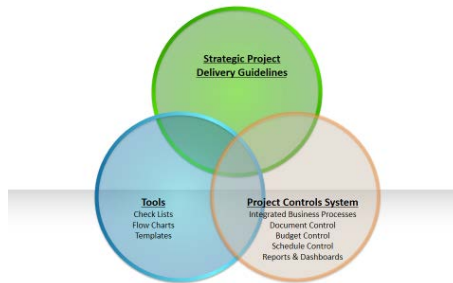 Strategic Project
Delivery Guidelines
Tools
Check Lists
Flow Charts
Templates
Project Controls System
Integrated Business Processes
Document Control
Budget Control
Schedule Control
Reports & Dashboards